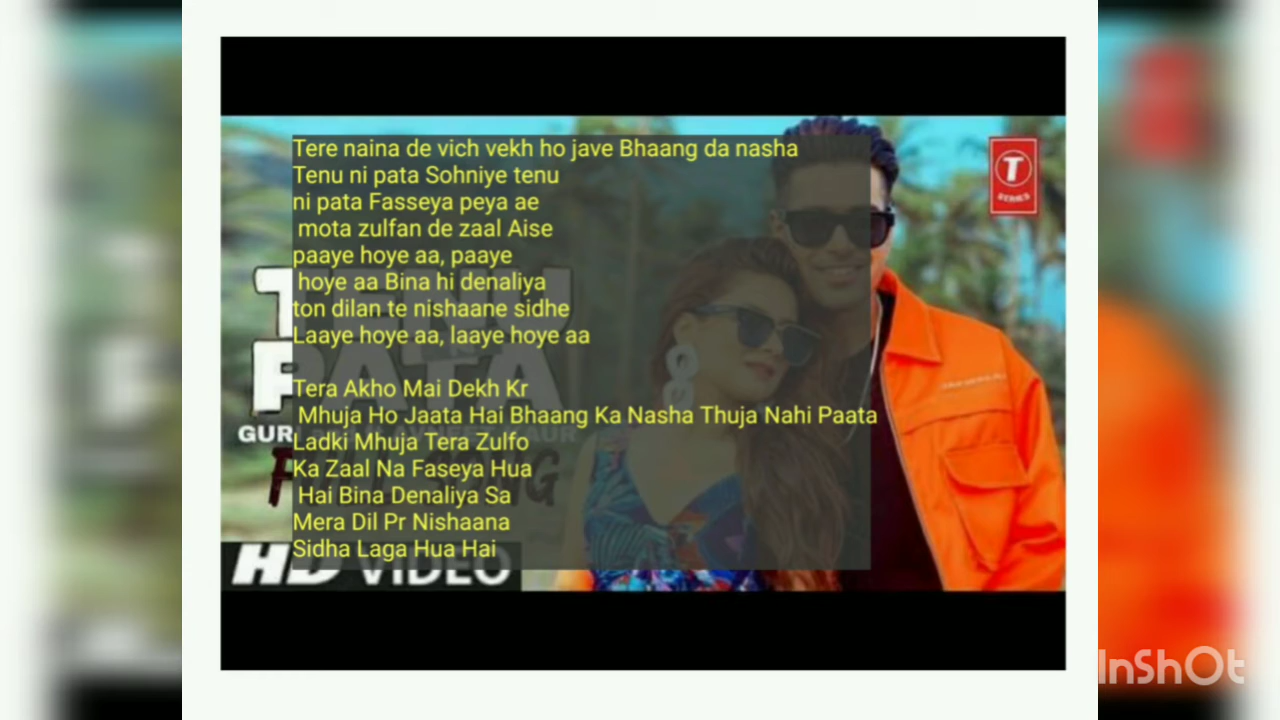 Tere naina de vich vekh ho jave Bhaang da nasha
Tenu ni pata Sohniye tenu
ni pata Fasseya peya ae
mota zulfan de zaal Aise
paaye hoye aa, paaye
hoye aa Bina hi denaliya
ton dilan te nishaane sidhe
Laaye hoye aa, laaye hoye aa
Tera Akho Mai Dekh Kr
Mhuja Ho Jaata Hai Bhaang Ka Nasha Thuja Nahi Paata
Ladki Mhuja Tera Zulfo
Ka Zaal Na Faseya Hua
Hai Bina Denaliya Sa
Mera Dil Pr Nishaana
Sidha Laga Hua Hai
T
SERIES
PATA
GUR
HD VIDEO
InShOt